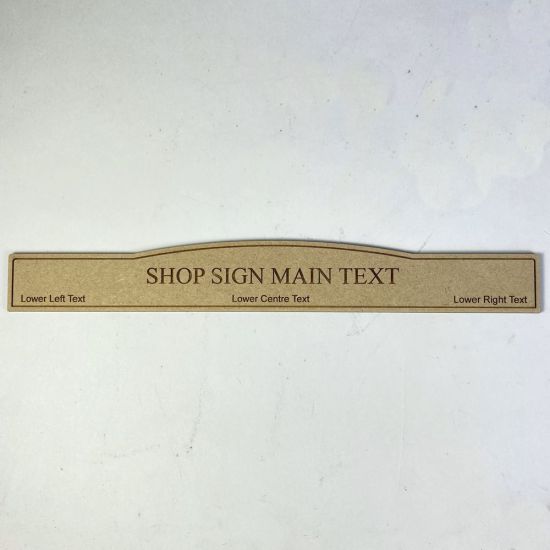 SHOP SIGN MAIN TEXT
Lower Left Text
Lower Centre Text
Lower Right Text